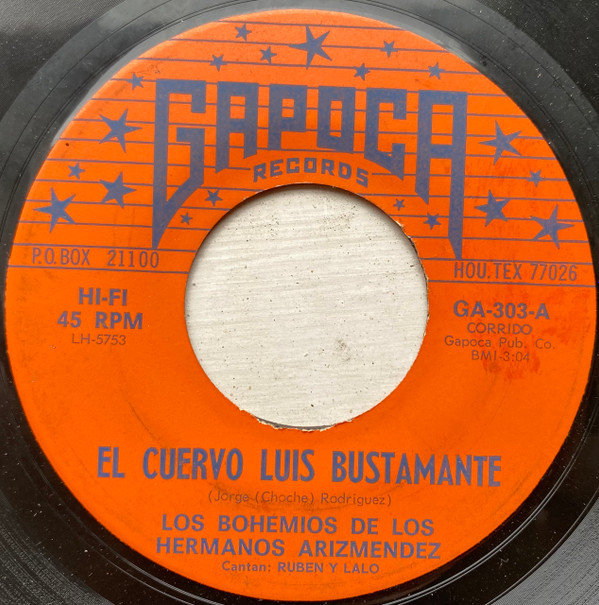 GAPOCA
RECORDS
P.O. BOX 21100
HOU. TEX 77026
HI-FI
45 RPM
LH-5753
GA-303-A
CORRIDO
Gapoca, Pub. Co.
BMI-3:04
EL CUERVO LUIS BUSTAMANTE
(Jorge (Choche) Rodriguez)
LOS BOHEMIOS DE LOS
HERMANOS ARIZMENDEZ
Cantan: RUBEN Y LALO